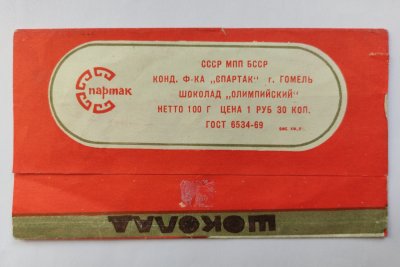 Спартак
СССР МПП БССР
КОНД. Ф-КА „СПАРТАК" г. ГОМЕЛЬ
ШОКОЛАД „ОЛИМПИЙСКИЙ"
НЕТТО 100 Г ЦЕНА 1 РУБ 30 КОП.
ГОСТ 6534-69
ШОКОЛАД